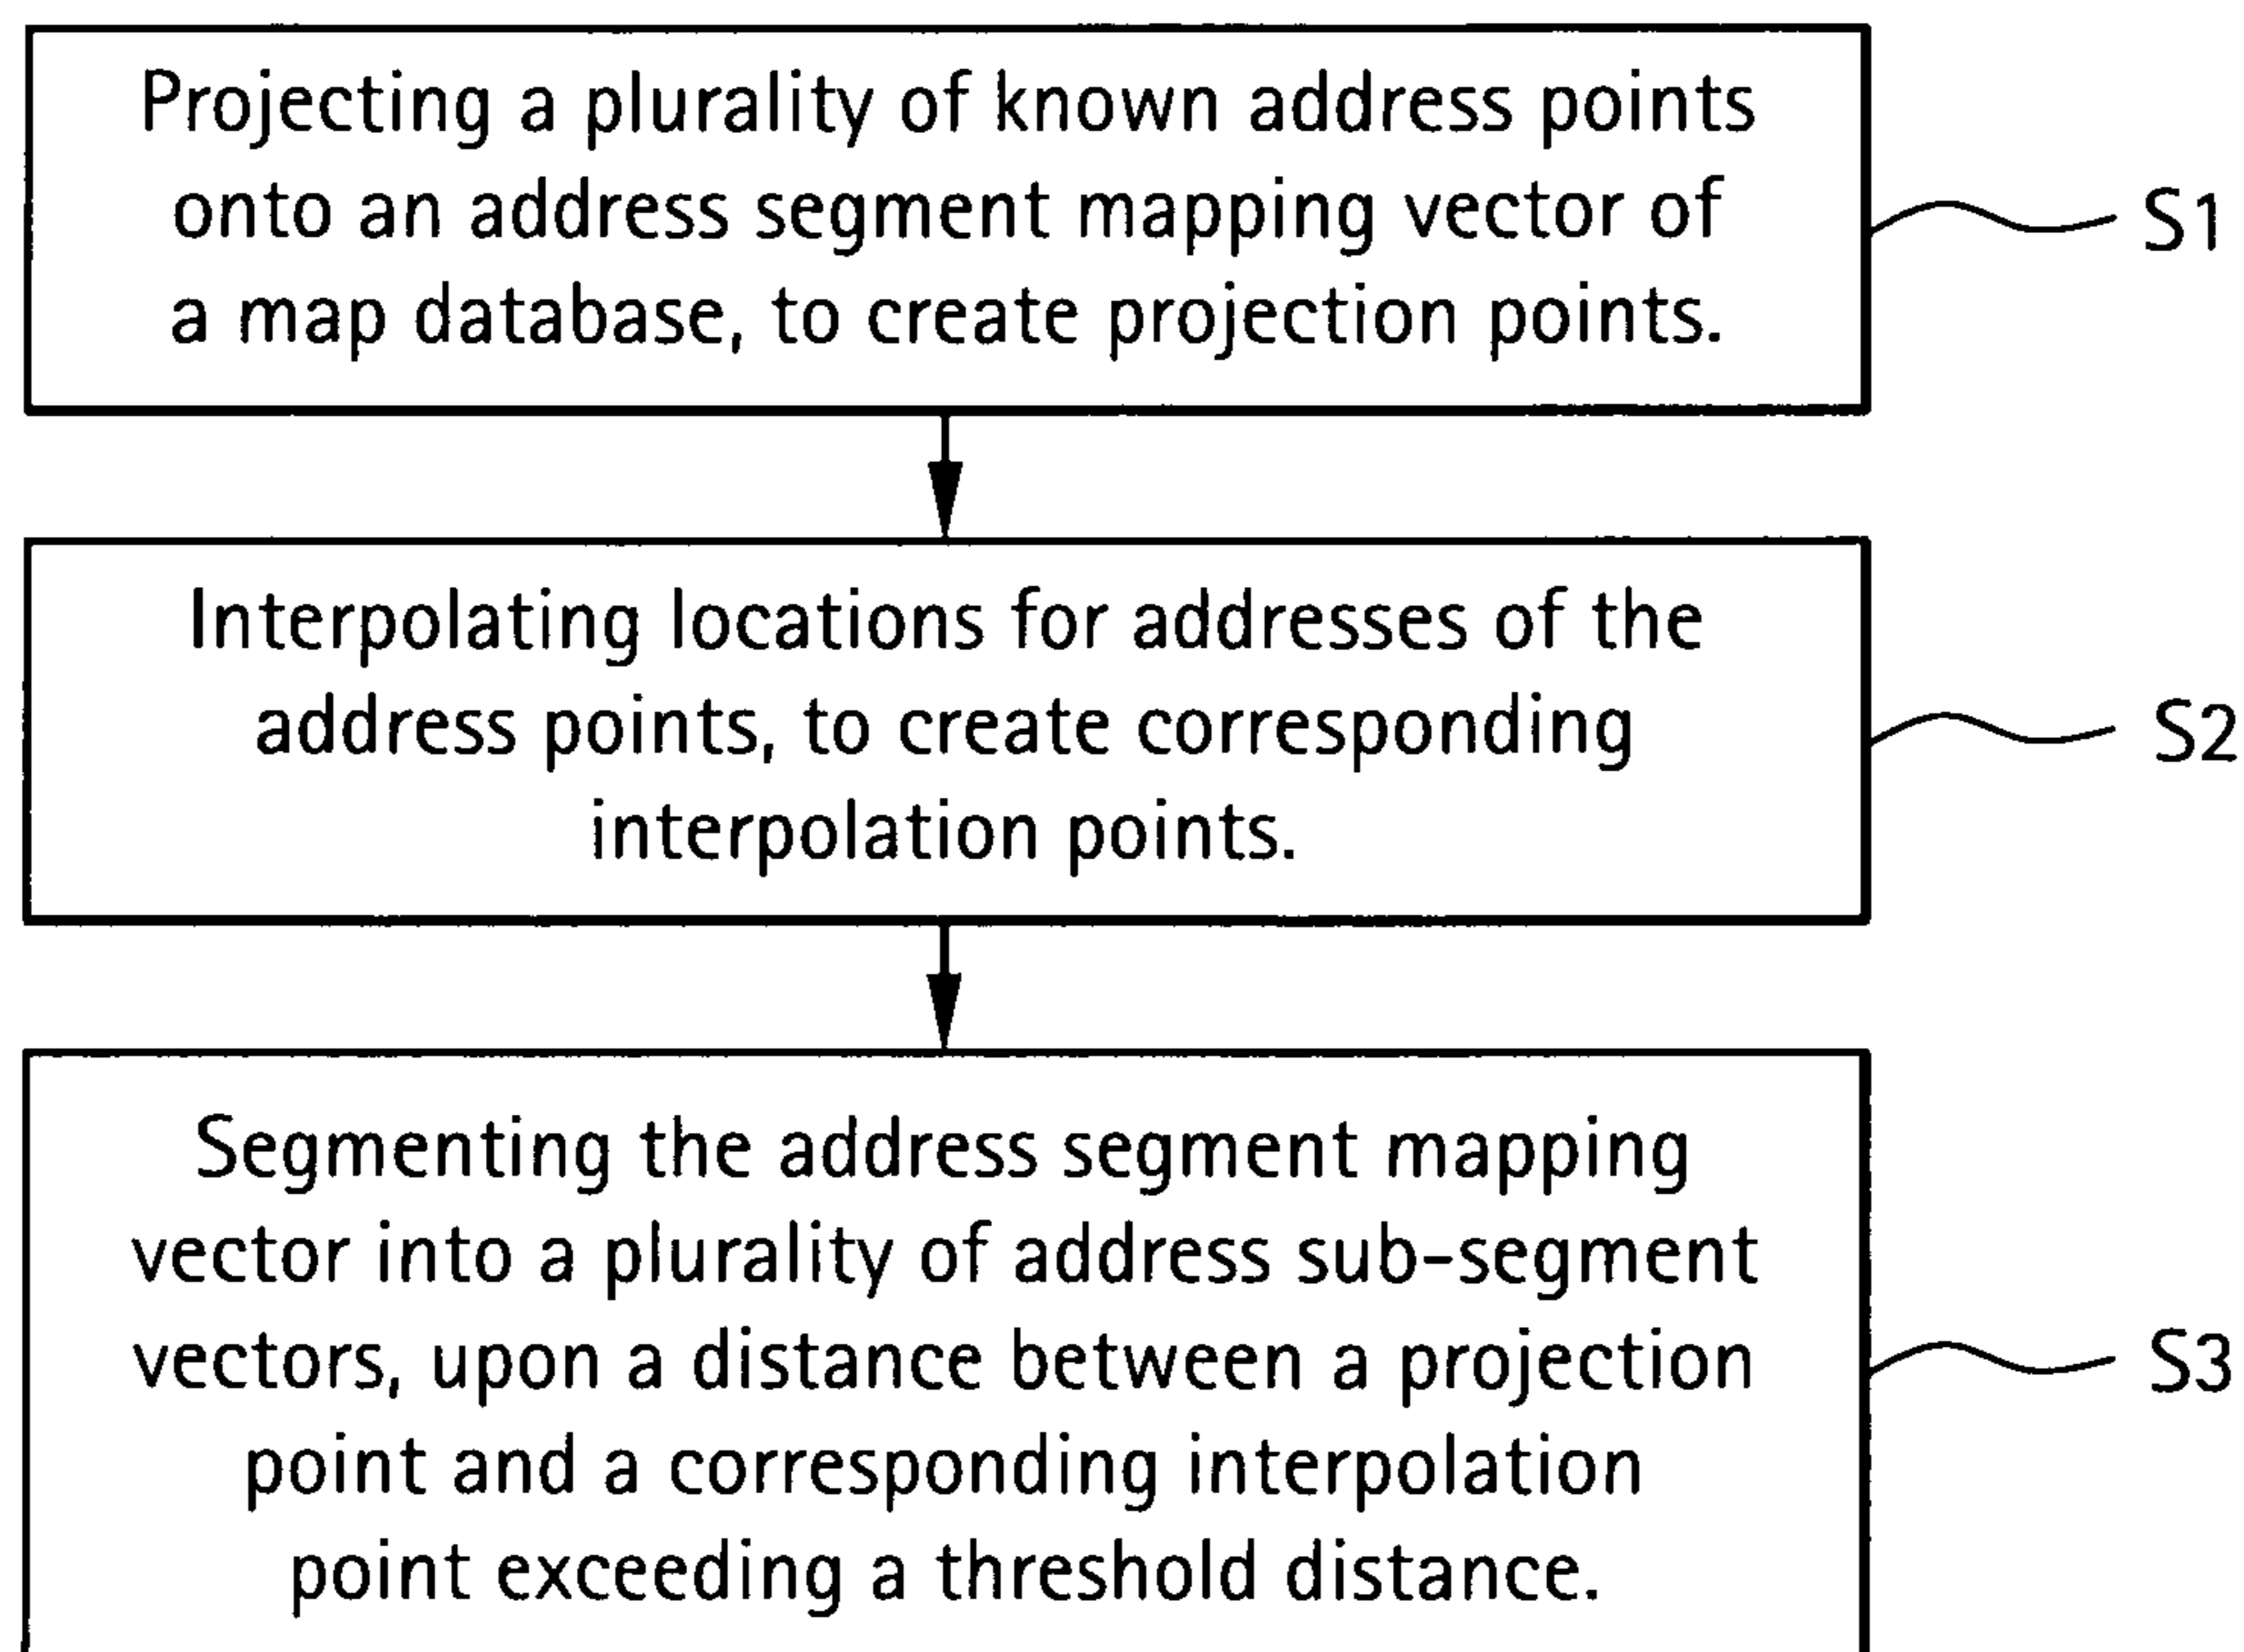 Projecting a plurality of known address points
onto an address segment mapping vector of
a map database, to create projection points.
S1
Interpolating locations for addresses of the
address points, to create corresponding
interpolation points.
S2
Segmenting the address segment mapping
vector into a plurality of address sub-segment
vectors, upon a distance between a projection
point and a corresponding interpolation
point exceeding a threshold distance.
S3